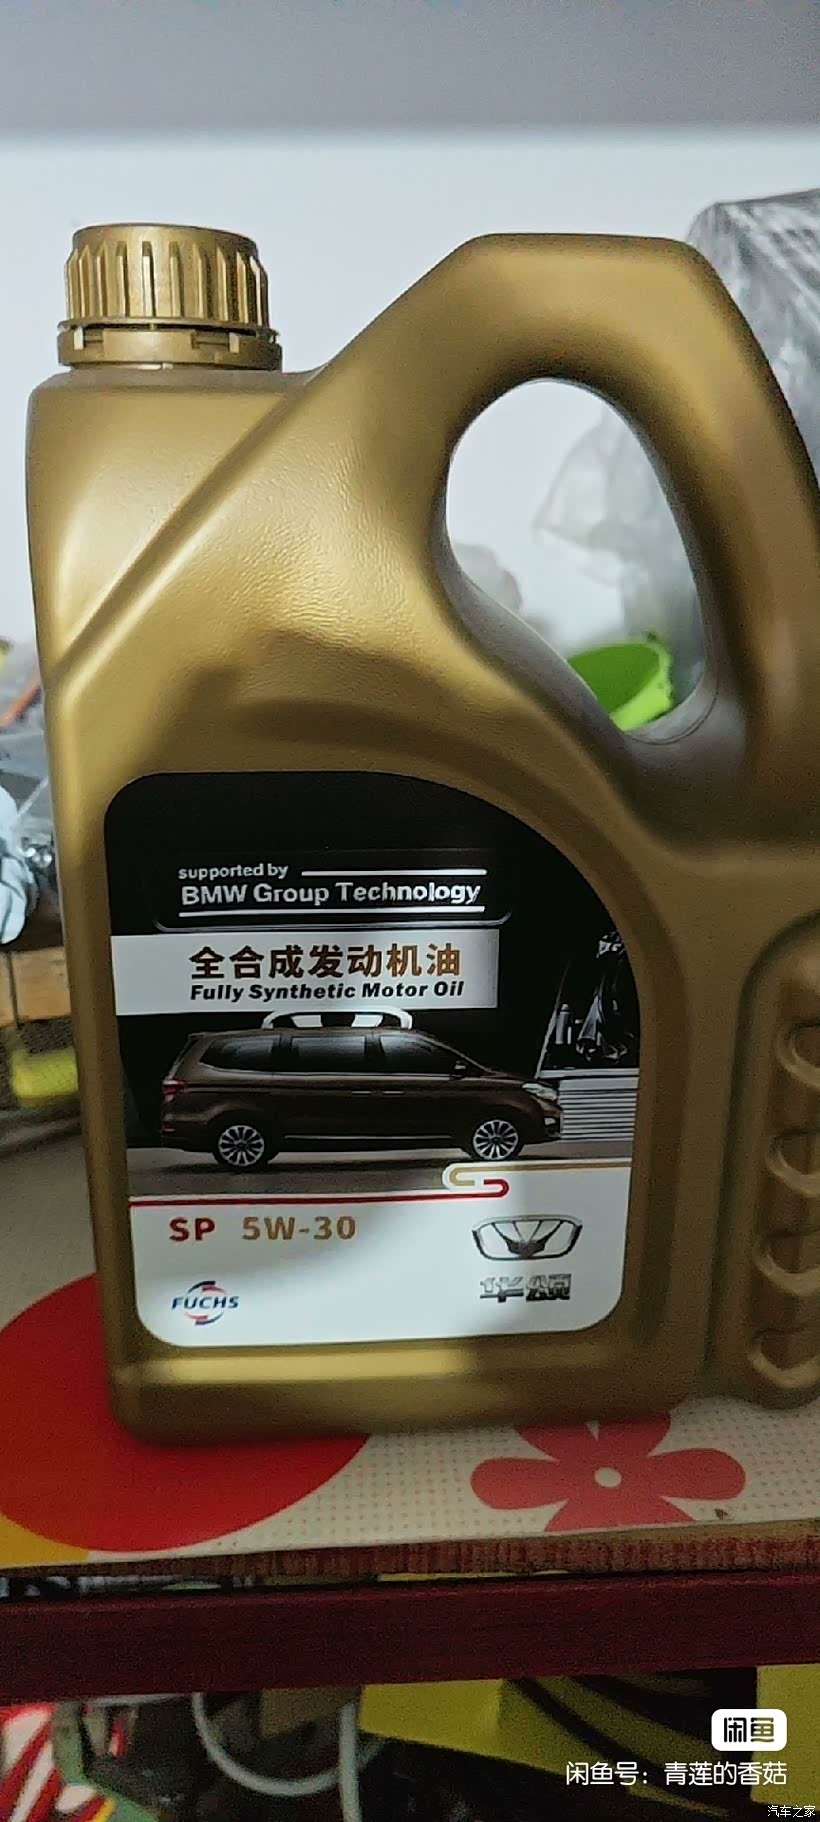 supported by
BMW Group Technology
全合成发动机油
Fully Synthetic Motor Oil
SP 5W-30
FUCHS
华颂
闲鱼
闲鱼号：青莲的香菇
汽车之家